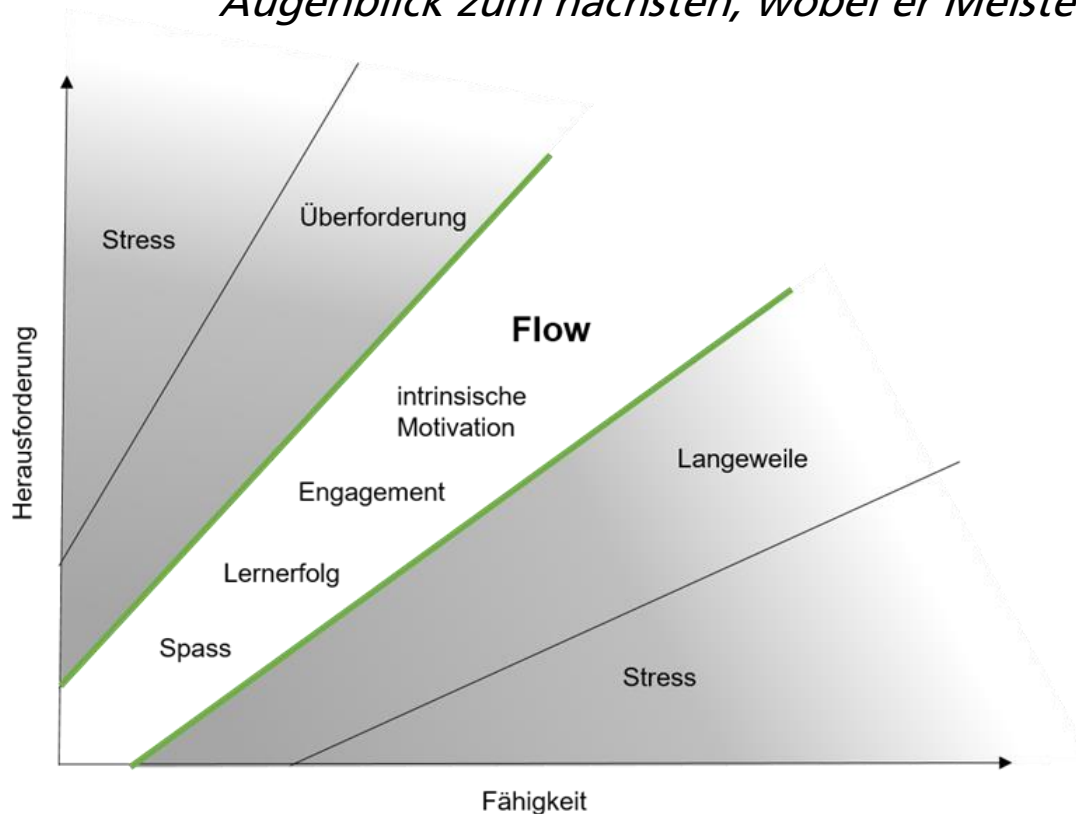 Augenblick zum nächsten, wobei er Meiste
Überforderung
Stress
Flow
intrinsische
Motivation
Langeweile
Engagement
Lernerfolg
Spass
Stress
Herausforderung
Fähigkeit